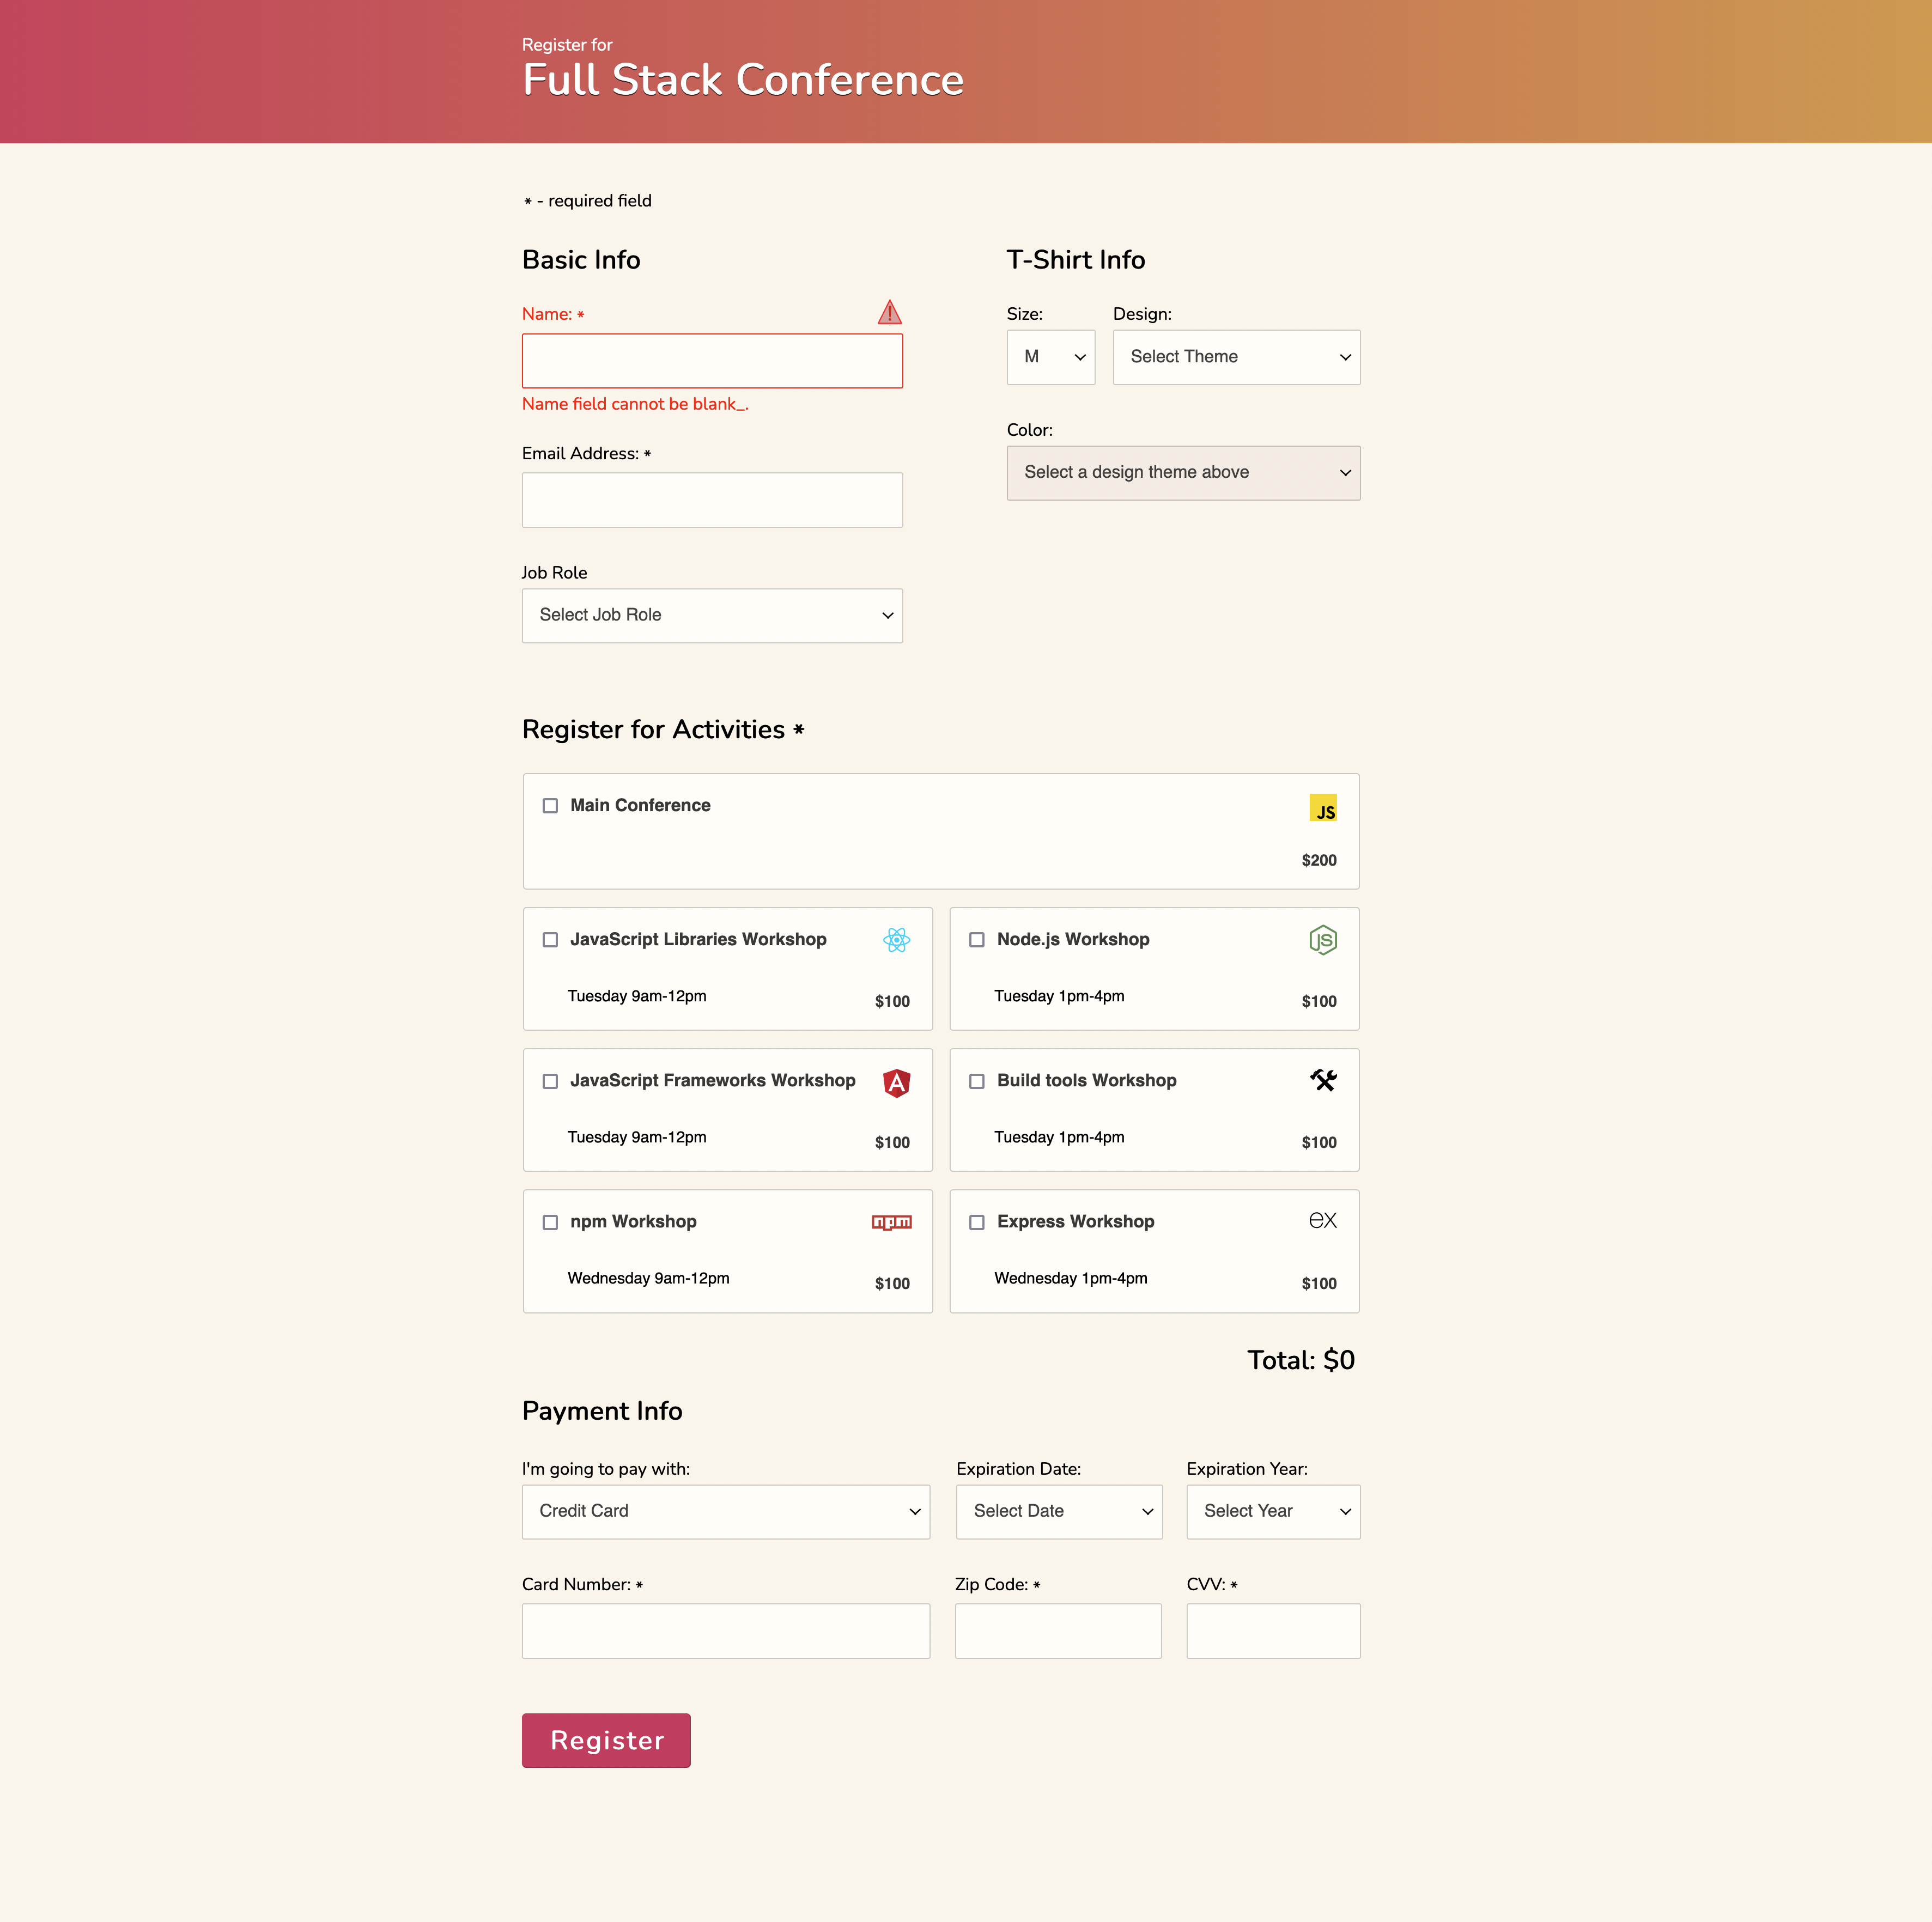 Register for
Full Stack Conference
* - required field
Basic Info
Name: *
Name field cannot be blank_.
Email Address: *
Job Role
Select Job Role
T-Shirt Info
Size:
Design:
M
Select Theme
Color:
Select a design theme above
Register for Activities *
Main Conference
JS
$200
JavaScript Libraries Workshop
Tuesday 9am-12pm
$100
Node.js Workshop
JS
Tuesday 1pm-4pm
$100
JavaScript Frameworks Workshop
A
Tuesday 9am-12pm
$100
Build tools Workshop
Tuesday 1pm-4pm
$100
npm Workshop
npm
Wednesday 9am-12pm
$100
Express Workshop
ex
Wednesday 1pm-4pm
$100
Total: $0
Payment Info
I'm going to pay with:
Credit Card
Expiration Date:
Select Date
Expiration Year:
Select Year
Card Number: *
Zip Code: *
CVV: *
Register